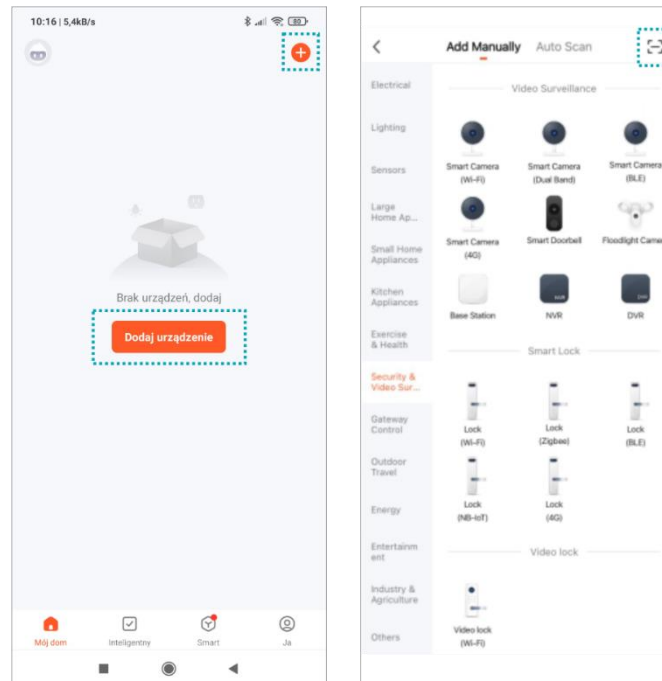 10:16 | 5,4kB/s
80
Brak urządzeń, dodaj
Dodaj urządzenie
Mój dom
Inteligentny
Smart
Ja
Add Manually
Auto Scan
Electrical
Lighting
Sensors
Large
Home Ap...
Small Home
Appliances
Kitchen
Appliances
Exercise
& Health
Security &
Video Sur...
Gateway
Control
Outdoor
Travel
Energy
Entertainm
ent
Industry &
Agriculture
Others
Video Surveillance
Smart Camera
(Wi-Fi)
Smart Camera
(Dual Band)
Smart Camera
(BLE)
Smart Camera
(4G)
Smart Doorbell
Floodlight Came
Base Station
NVR
NVR
DVR
DVR
Smart Lock
Lock
(Wi-Fi)
Lock
(Zigbee)
Lock
(BLE)
Lock
(NB-IoT)
Lock
(4G)
Video lock
Video lock
(Wi-Fi)